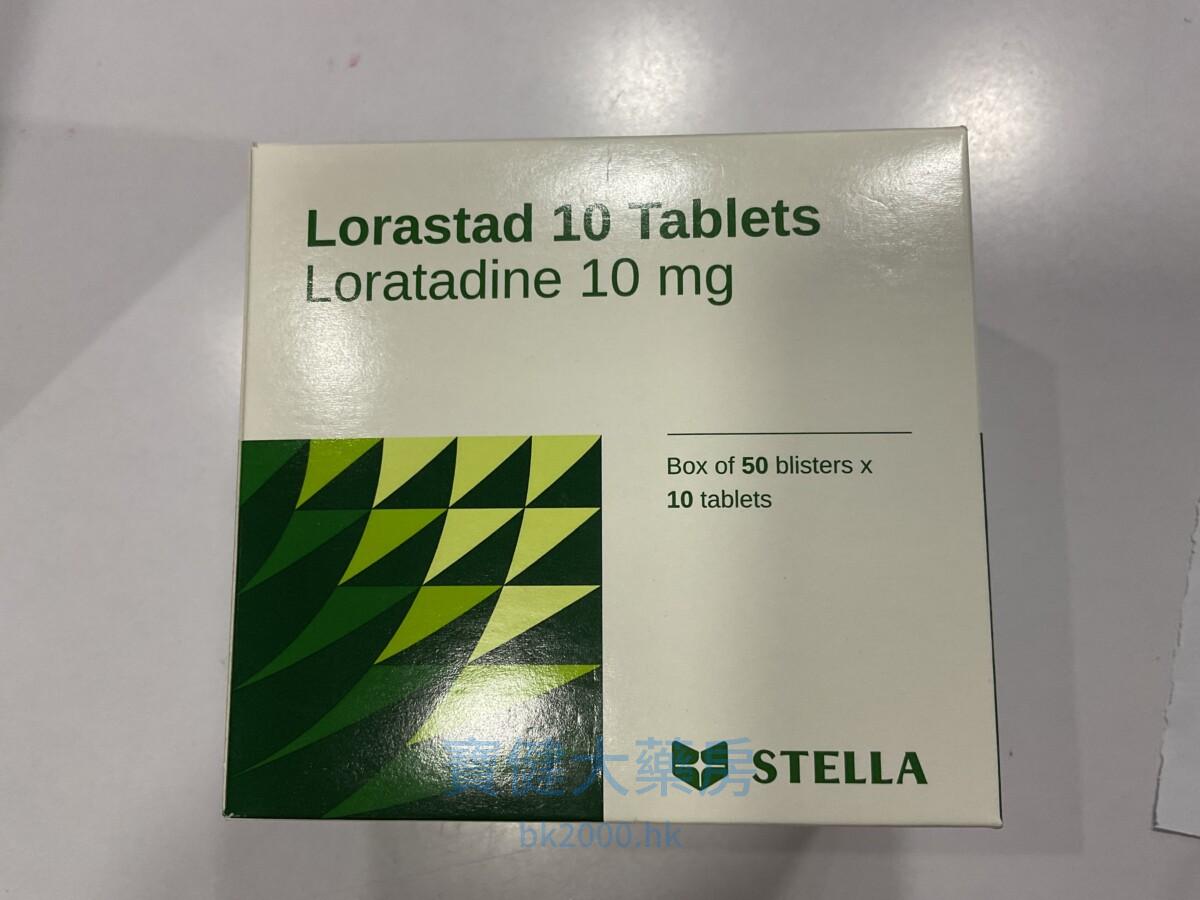 Lorastad 10 Tablets
Loratadine 10 mg
Box of 50 blisters x
10 tablets
STELLA
寶健大藥房
bk2000.hk